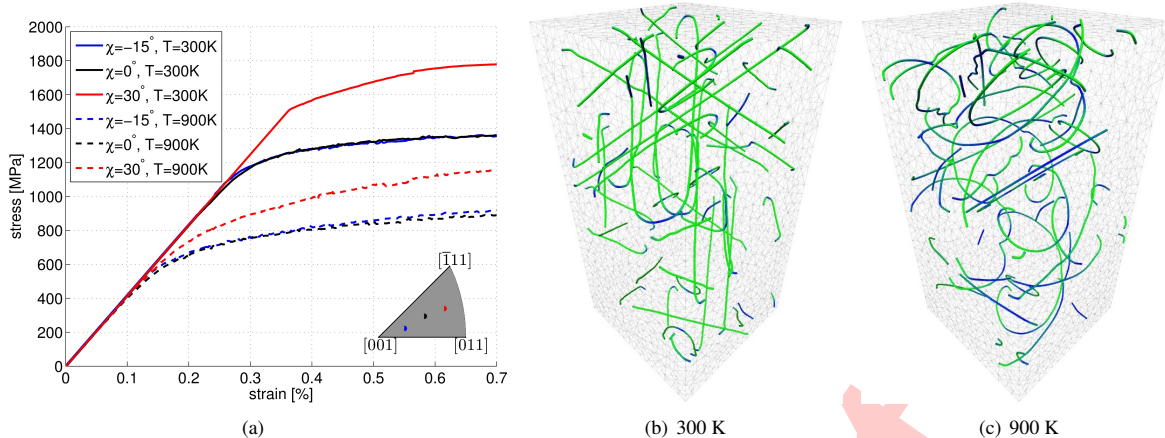 2000
1800
1600
1400
1200
1000
800
600
400
200
0
stress [MPa]
χ=−15°, T=300K
χ=0°, T=300K
χ=30°, T=300K
χ=−15°, T=900K
χ=0°, T=900K
χ=30°, T=900K
[1̄11]
[001]
[011]
0 0.1 0.2 0.3 0.4 0.5 0.6 0.7
strain [%]
(a)
(b) 300 K
(c) 900 K